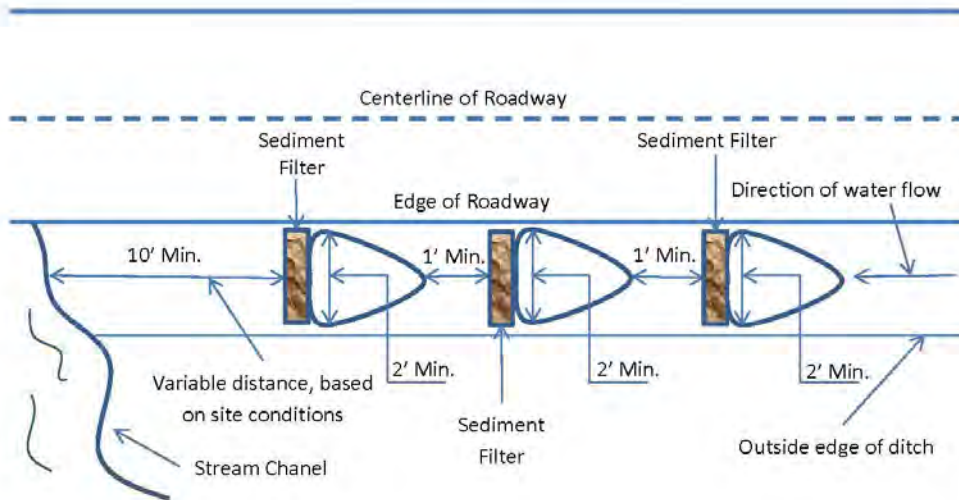 Centerline of Roadway
Sediment
Filter
Sediment Filter
Edge of Roadway
Direction of water flow
10' Min.
1' Min.
1' Min.
2' Min.
2' Min.
2' Min.
Variable distance, based
on site conditions
Sediment
Filter
Outside edge of ditch
Stream Chanel